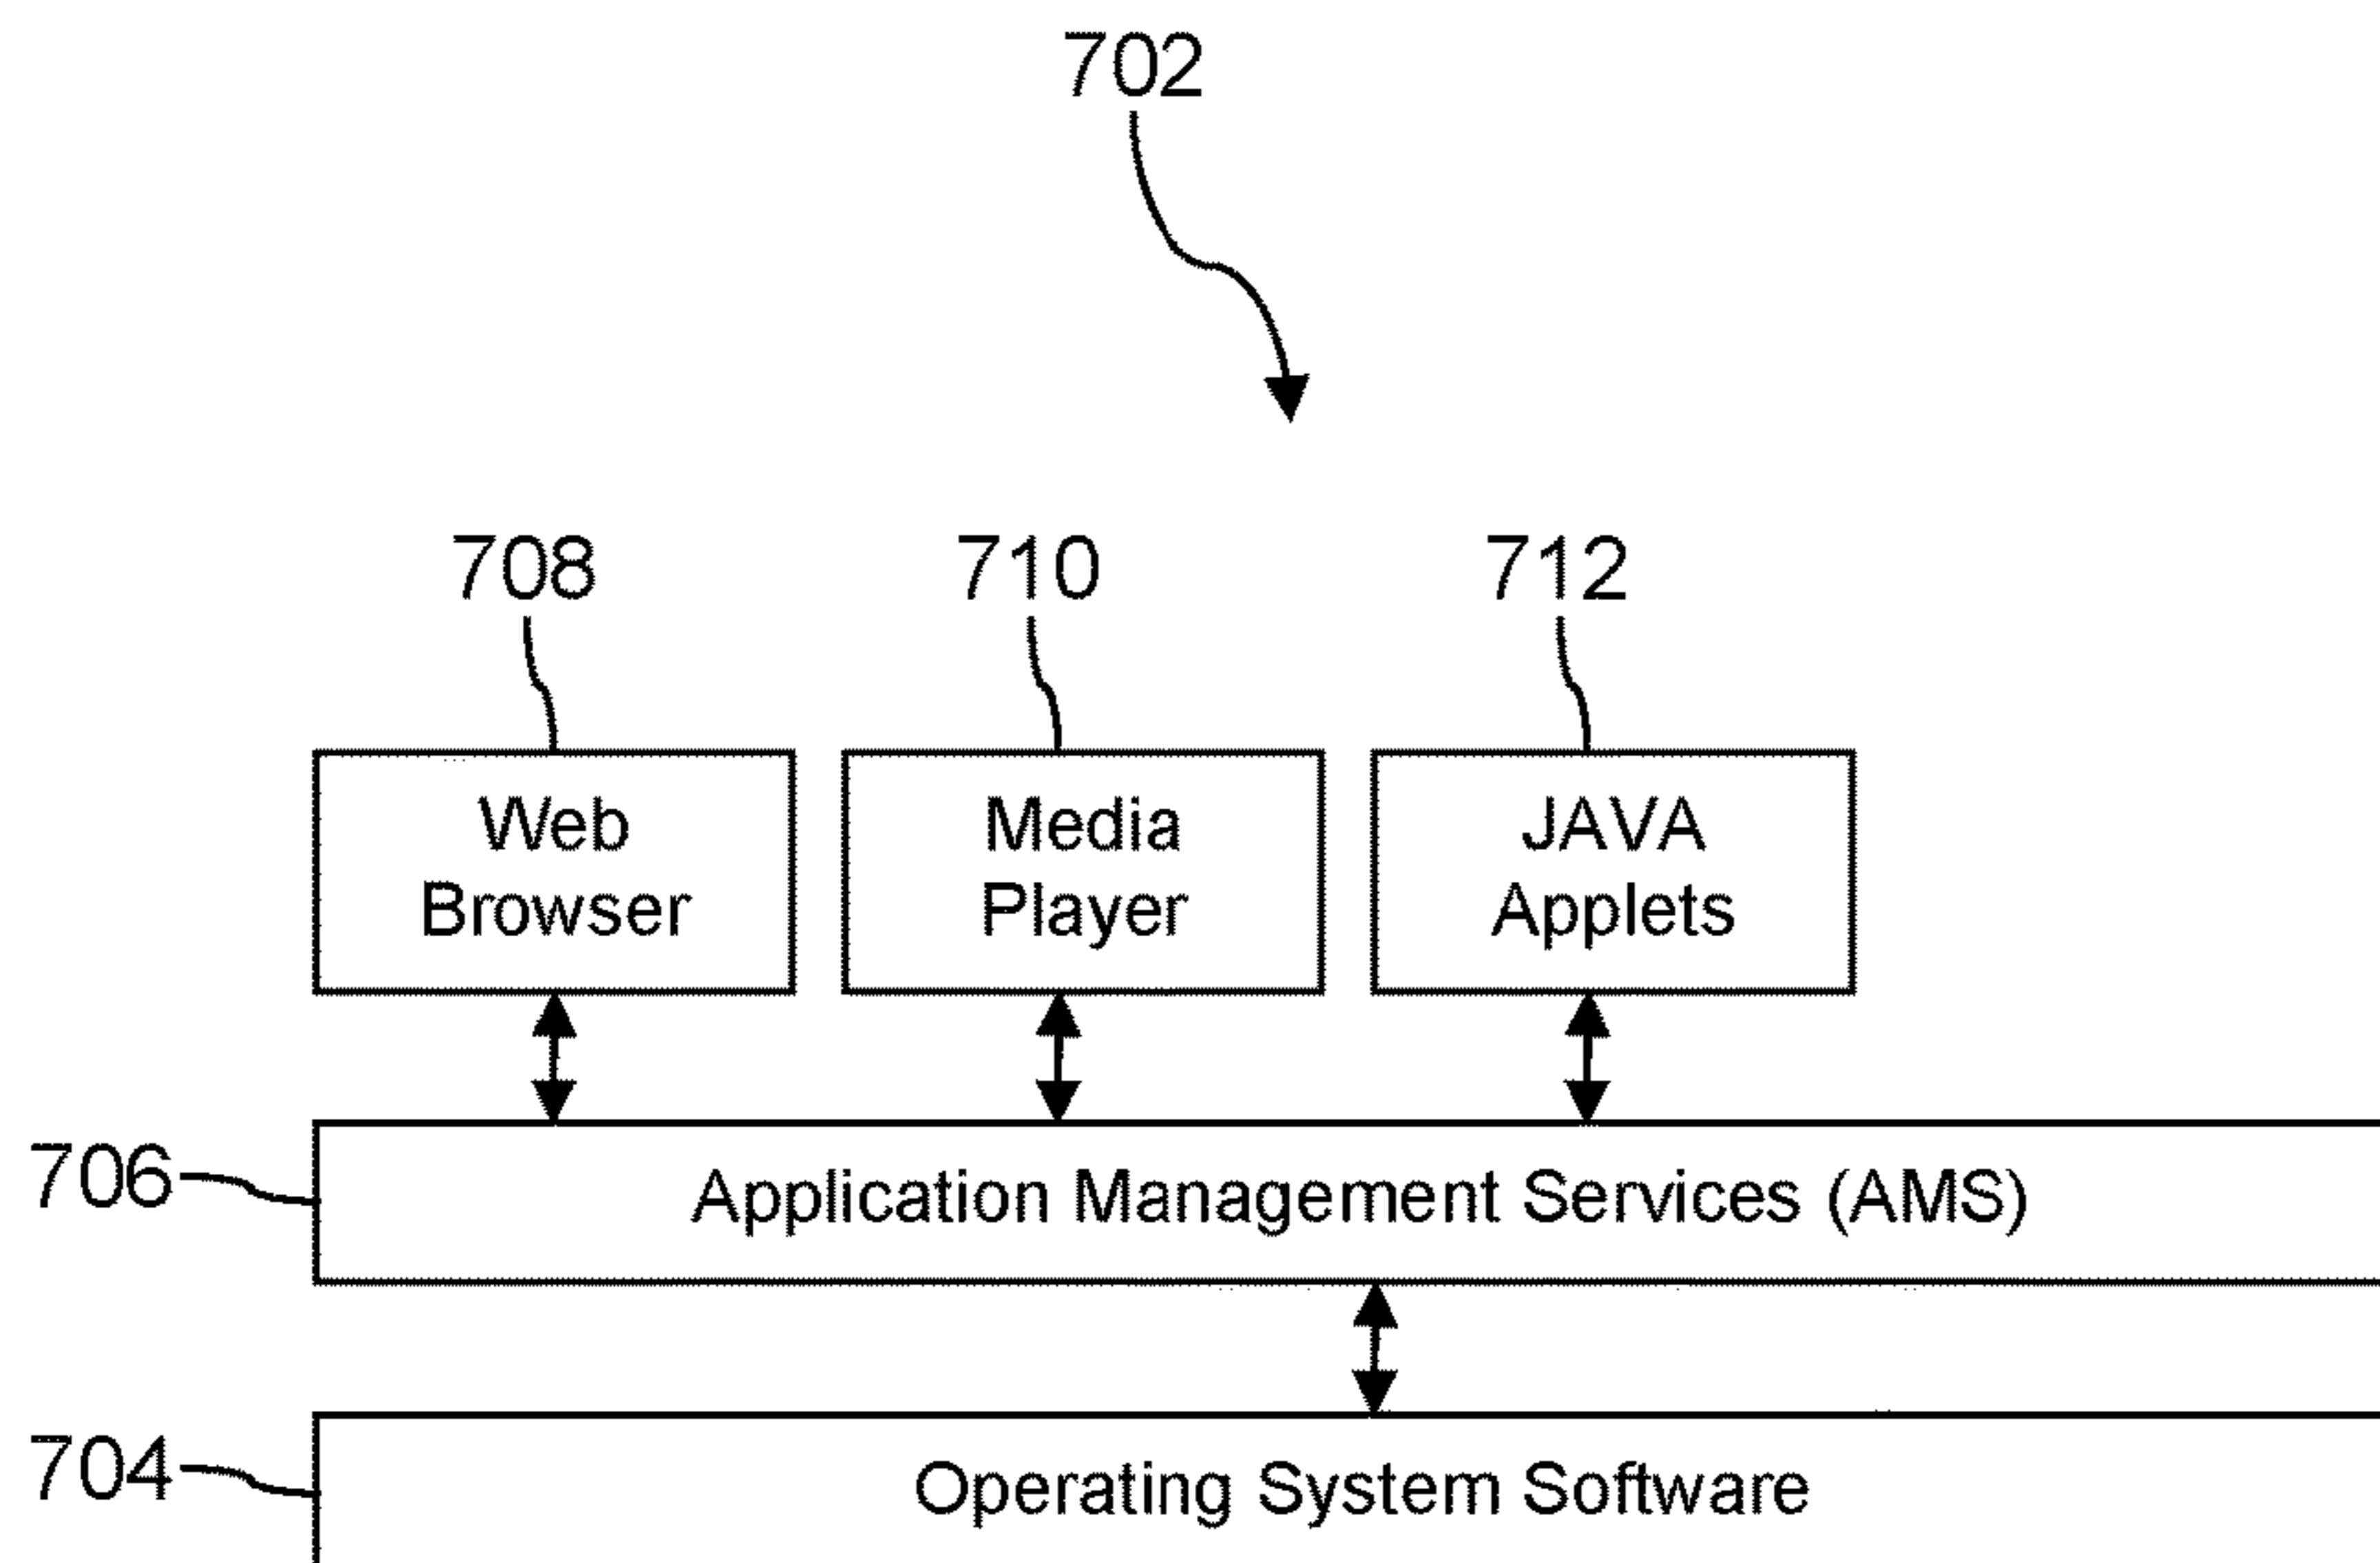 702
708
710
712
Web
Browser
Media
Player
JAVA
Applets
706
Application Management Services (AMS)
704
Operating System Software